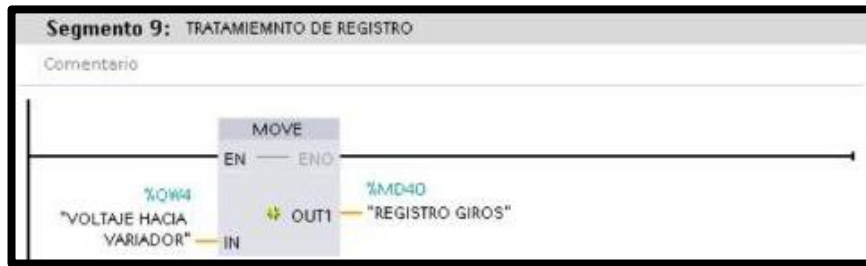 Segmento 9: TRATAMIEMNTO DE REGISTRO
Comentario
MOVE
EN ENO
%QW4
"VOLTAJE HACIA
VARIADOR" IN
%MD40
OUT1 "REGISTRO GIROS"